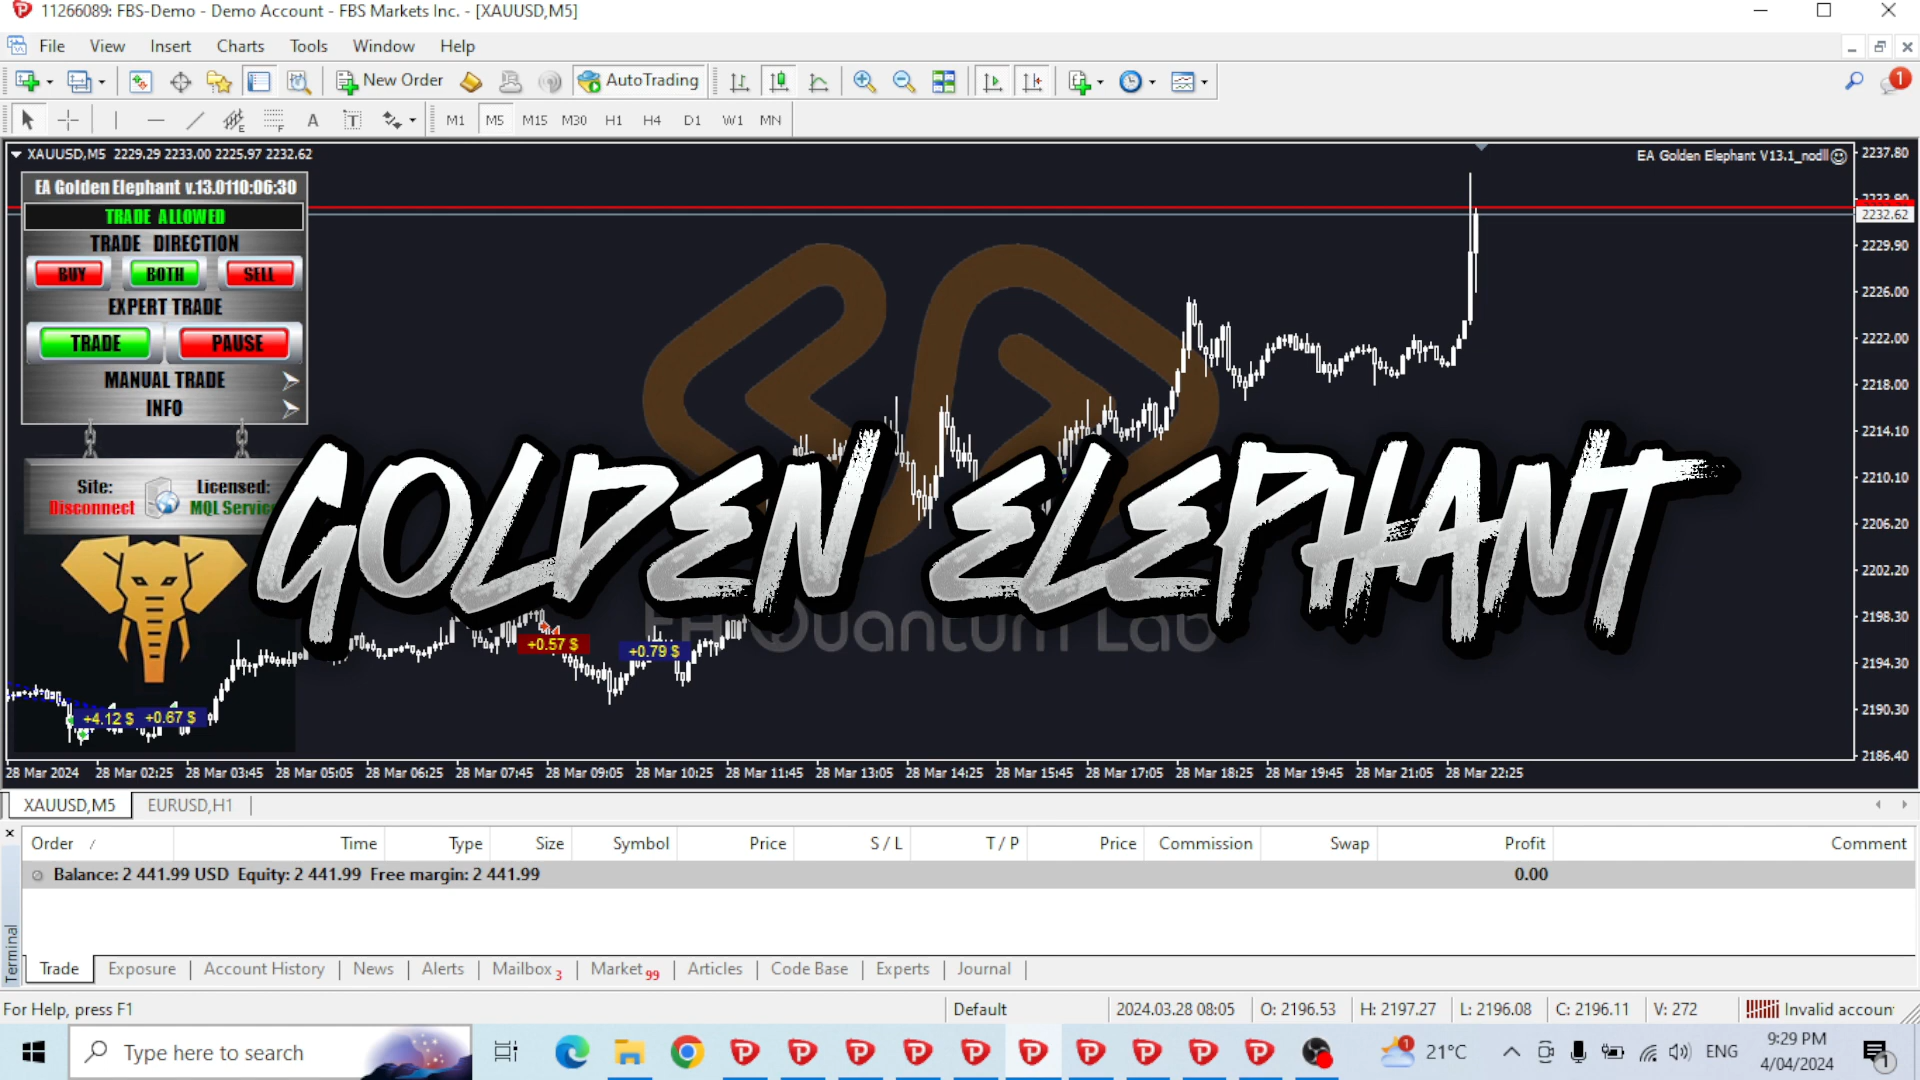 11266089: FBS-Demo - Demo Account - FBS Markets Inc. - [XAUUSD,M5]
File View Insert Charts Tools Window Help
New Order AutoTrading 1
E F A T M1 M5 M15 M30 H1 H4 D1 W1 MN
XAUUSD,M5 2229.29 2233.00 2225.97 2232.62
EA Golden Elephant V13.1_nodll
EA Golden Elephant v.13.0110:06:30
TRADE ALLOWED
TRADE DIRECTION
BUY BOTH SELL
EXPERT TRADE
TRADE PAUSE
MANUAL TRADE
INFO
Site: Licensed:
Disconnect MQL Service
GOLDEN ELEPHANT
Quantum Lab
+0.57 $ +0.79 $
+4.12 $ +0.67 $
2237.80
2232.62
2229.90
2226.00
2222.00
2218.00
2214.10
2210.10
2206.20
2202.20
2198.30
2194.30
2190.30
2186.40
28 Mar 2024 28 Mar 02:25 28 Mar 03:45 28 Mar 05:05 28 Mar 06:25 28 Mar 07:45 28 Mar 09:05 28 Mar 10:25 28 Mar 11:45 28 Mar 13:05 28 Mar 14:25 28 Mar 15:45 28 Mar 17:05 28 Mar 18:25 28 Mar 19:45 28 Mar 21:05 28 Mar 22:25
XAUUSD,M5 EURUSD,H1
Order / Time Type Size Symbol Price S / L T / P Price Commission Swap Profit Comment
Balance: 2 441.99 USD Equity: 2 441.99 Free margin: 2 441.99 0.00
Terminal
Trade Exposure Account History News Alerts Mailbox 3 Market 99 Articles Code Base Experts Journal
For Help, press F1 Default 2024.03.28 08:05 O: 2196.53 H: 2197.27 L: 2196.08 C: 2196.11 V: 272 Invalid accoun
Type here to search 1 21°C ENG 9:29 PM
4/04/2024 1